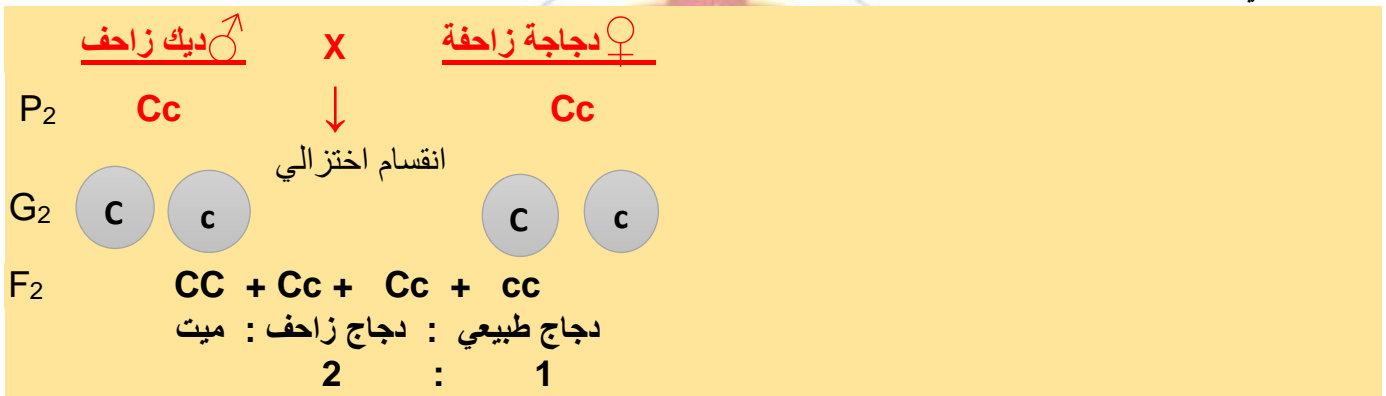 ♂ديك زاحف X ♀دجاجة زاحفة
P2 Cc ↓ Cc
انقسام اختزالي
G2 C c C c
F2 CC + Cc + Cc + cc
دجاج طبيعي : دجاج زاحف : ميت
2 : 1